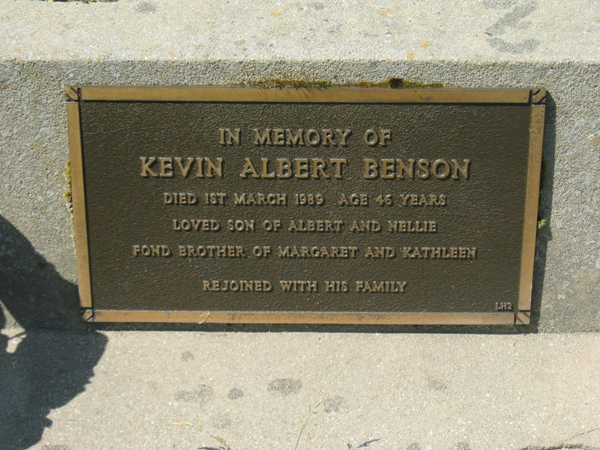 IN MEMORY OF
KEVIN ALBERT BENSON
DIED 1ST MARCH 1989 AGE 46 YEARS
LOVED SON OF ALBERT AND NELLIE
FOND BROTHER OF MARGARET AND KATHLEEN
REJOINED WITH HIS FAMILY
LH2